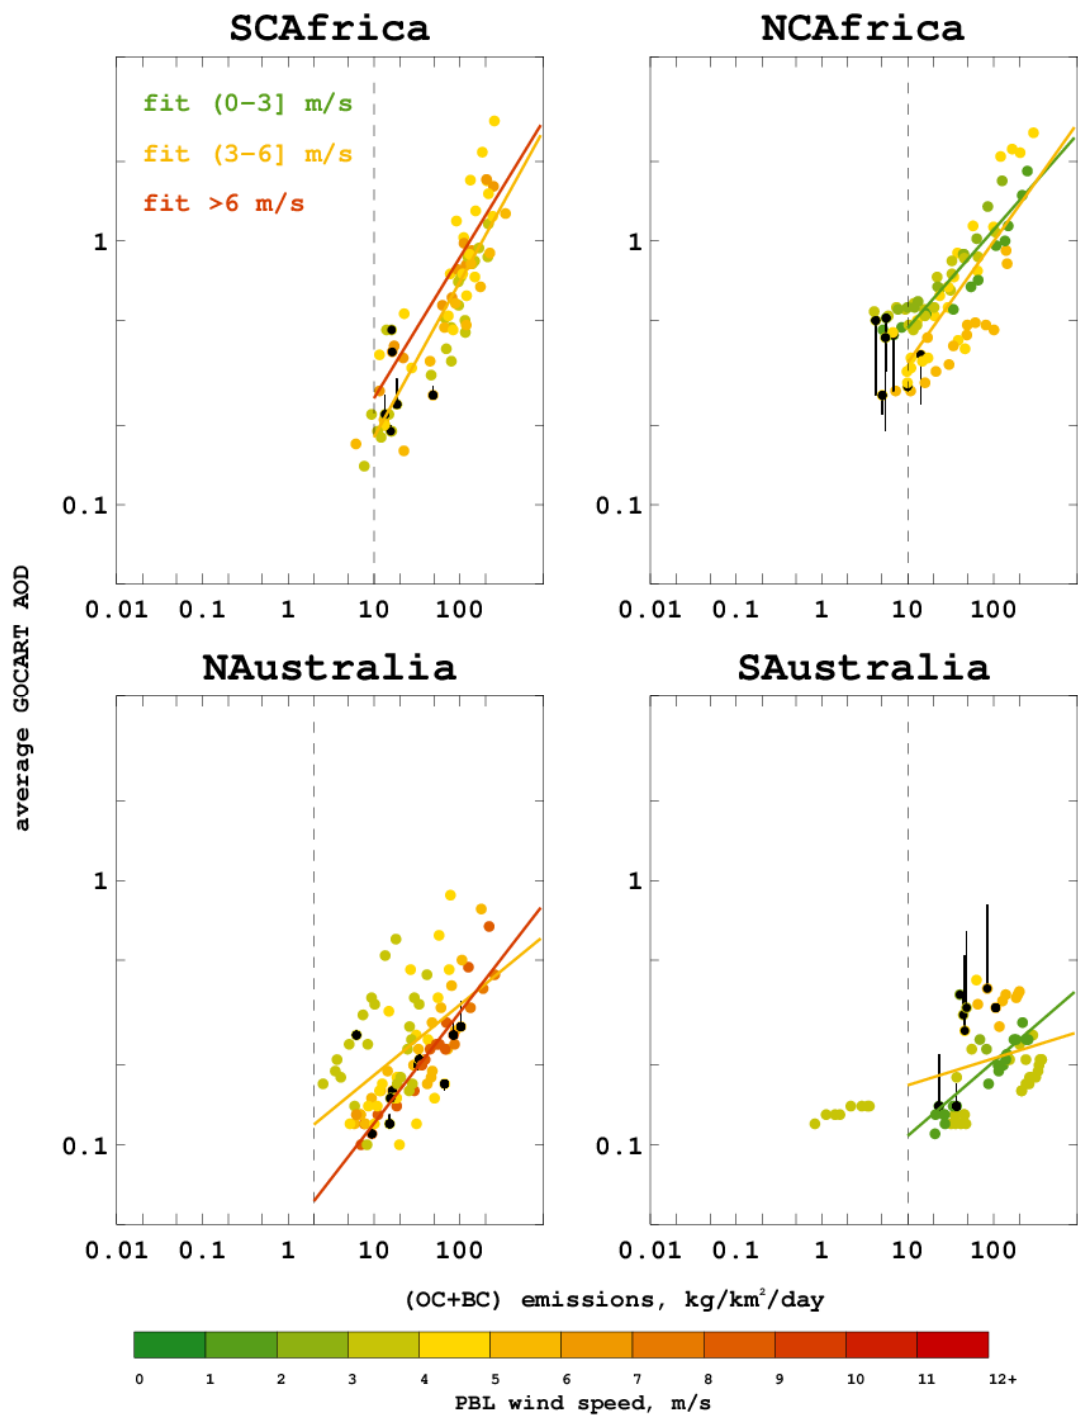 SCAfrica NCAfrica
fit (0-3] m/s
fit (3-6] m/s
fit >6 m/s
1 1
0.1 0.1
0.01 0.1 1 10 100 0.01 0.1 1 10 100
average GOCART AOD
NAustralia SAustralia
1 1
0.1 0.1
0.01 0.1 1 10 100 0.01 0.1 1 10 100
(OC+BC) emissions, kg/km²/day
0 1 2 3 4 5 6 7 8 9 10 11 12+
PBL wind speed, m/s